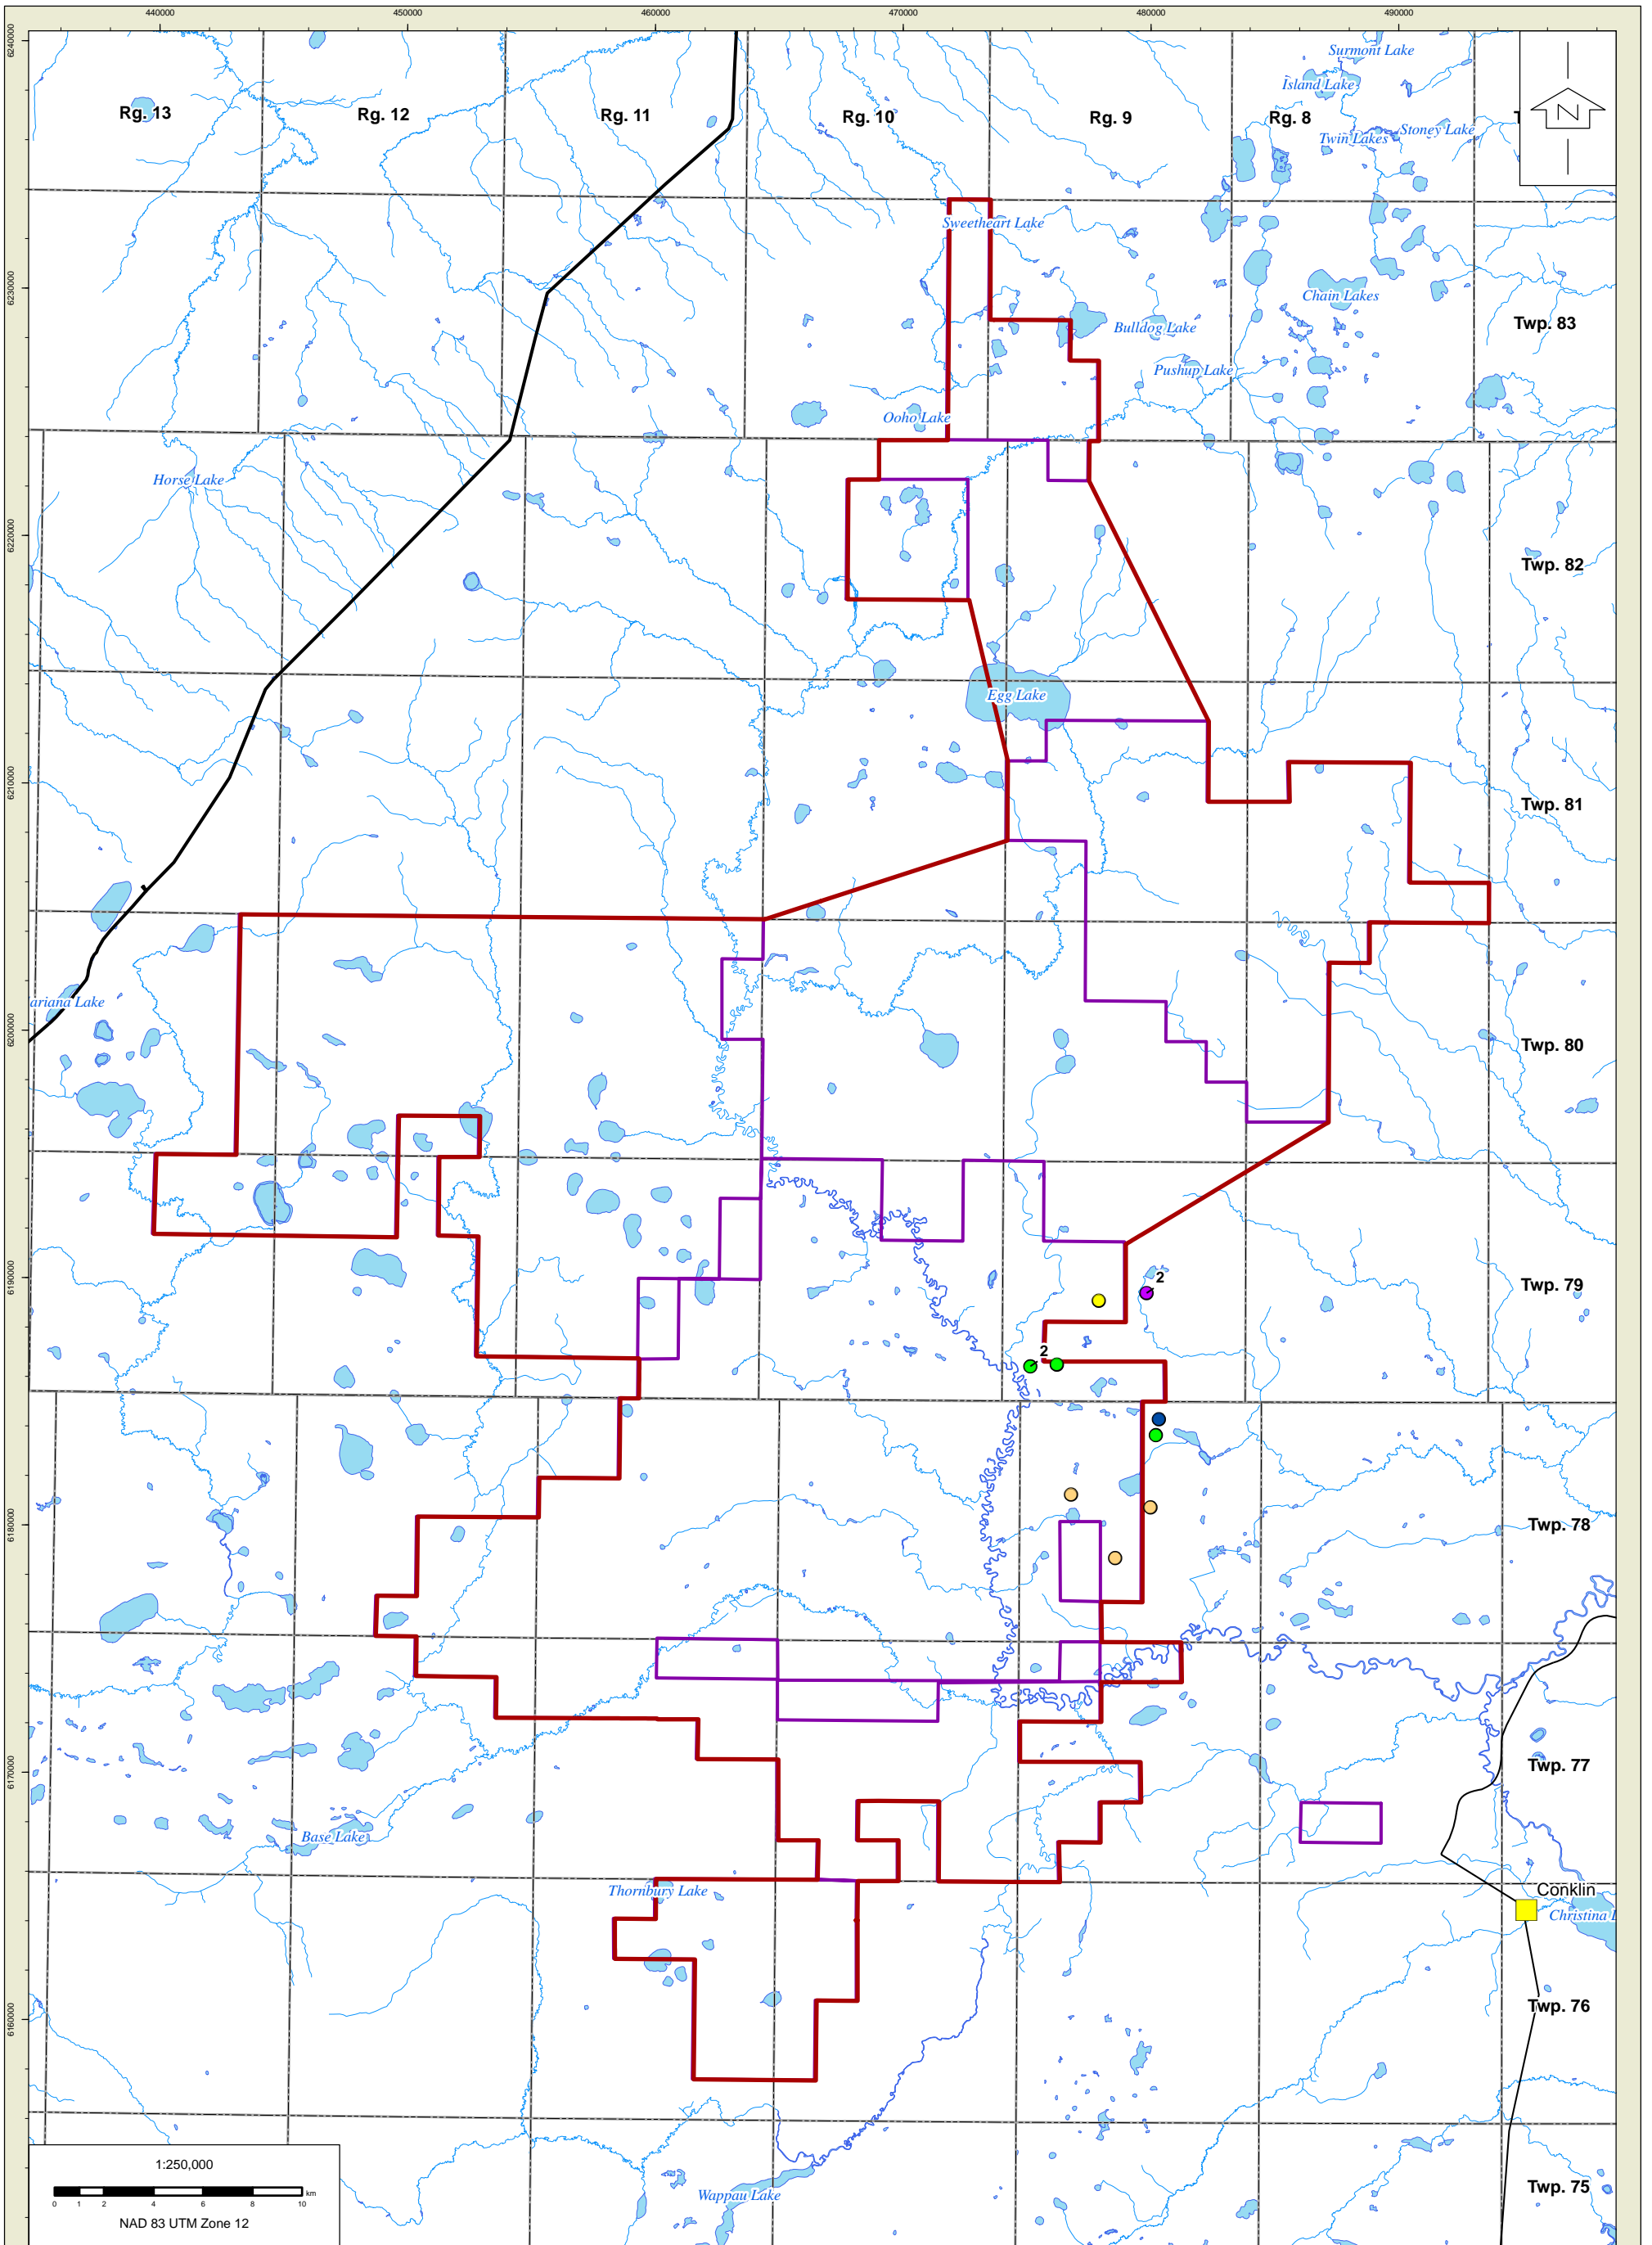 440000 450000 460000 470000 480000 490000
6240000
Surmont Lake
Island Lake
Rg. 13 Rg. 12 Rg. 11 Rg. 10 Rg. 9 Rg. 8
N
Stoney Lake
Twin Lakes
Sweetheart Lake
6230000
Chain Lakes
Twp. 83
Bulldog Lake
Pushup Lake
Ooho Lake
Horse Lake
6220000
Twp. 82
Egg Lake
6210000
Twp. 81
ariana Lake
6200000
Twp. 80
6190000
2
Twp. 79
2
6180000
Twp. 78
6170000
Twp. 77
Base Lake
Thornbury Lake
Conklin
Christina L
6160000
Twp. 76
1:250,000
0 1 2 4 6 8 10 km
NAD 83 UTM Zone 12
Wappau Lake
Twp. 75